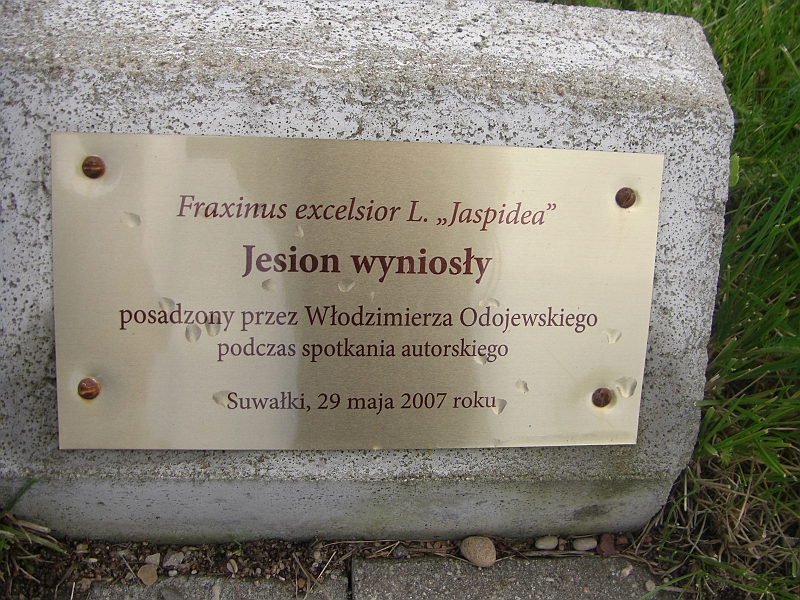 Fraxinus excelsior L. „Jaspidea”
Jesion wyniosły
posadzony przez Włodzimierza Odojewskiego
podczas spotkania autorskiego
Suwałki, 29 maja 2007 roku